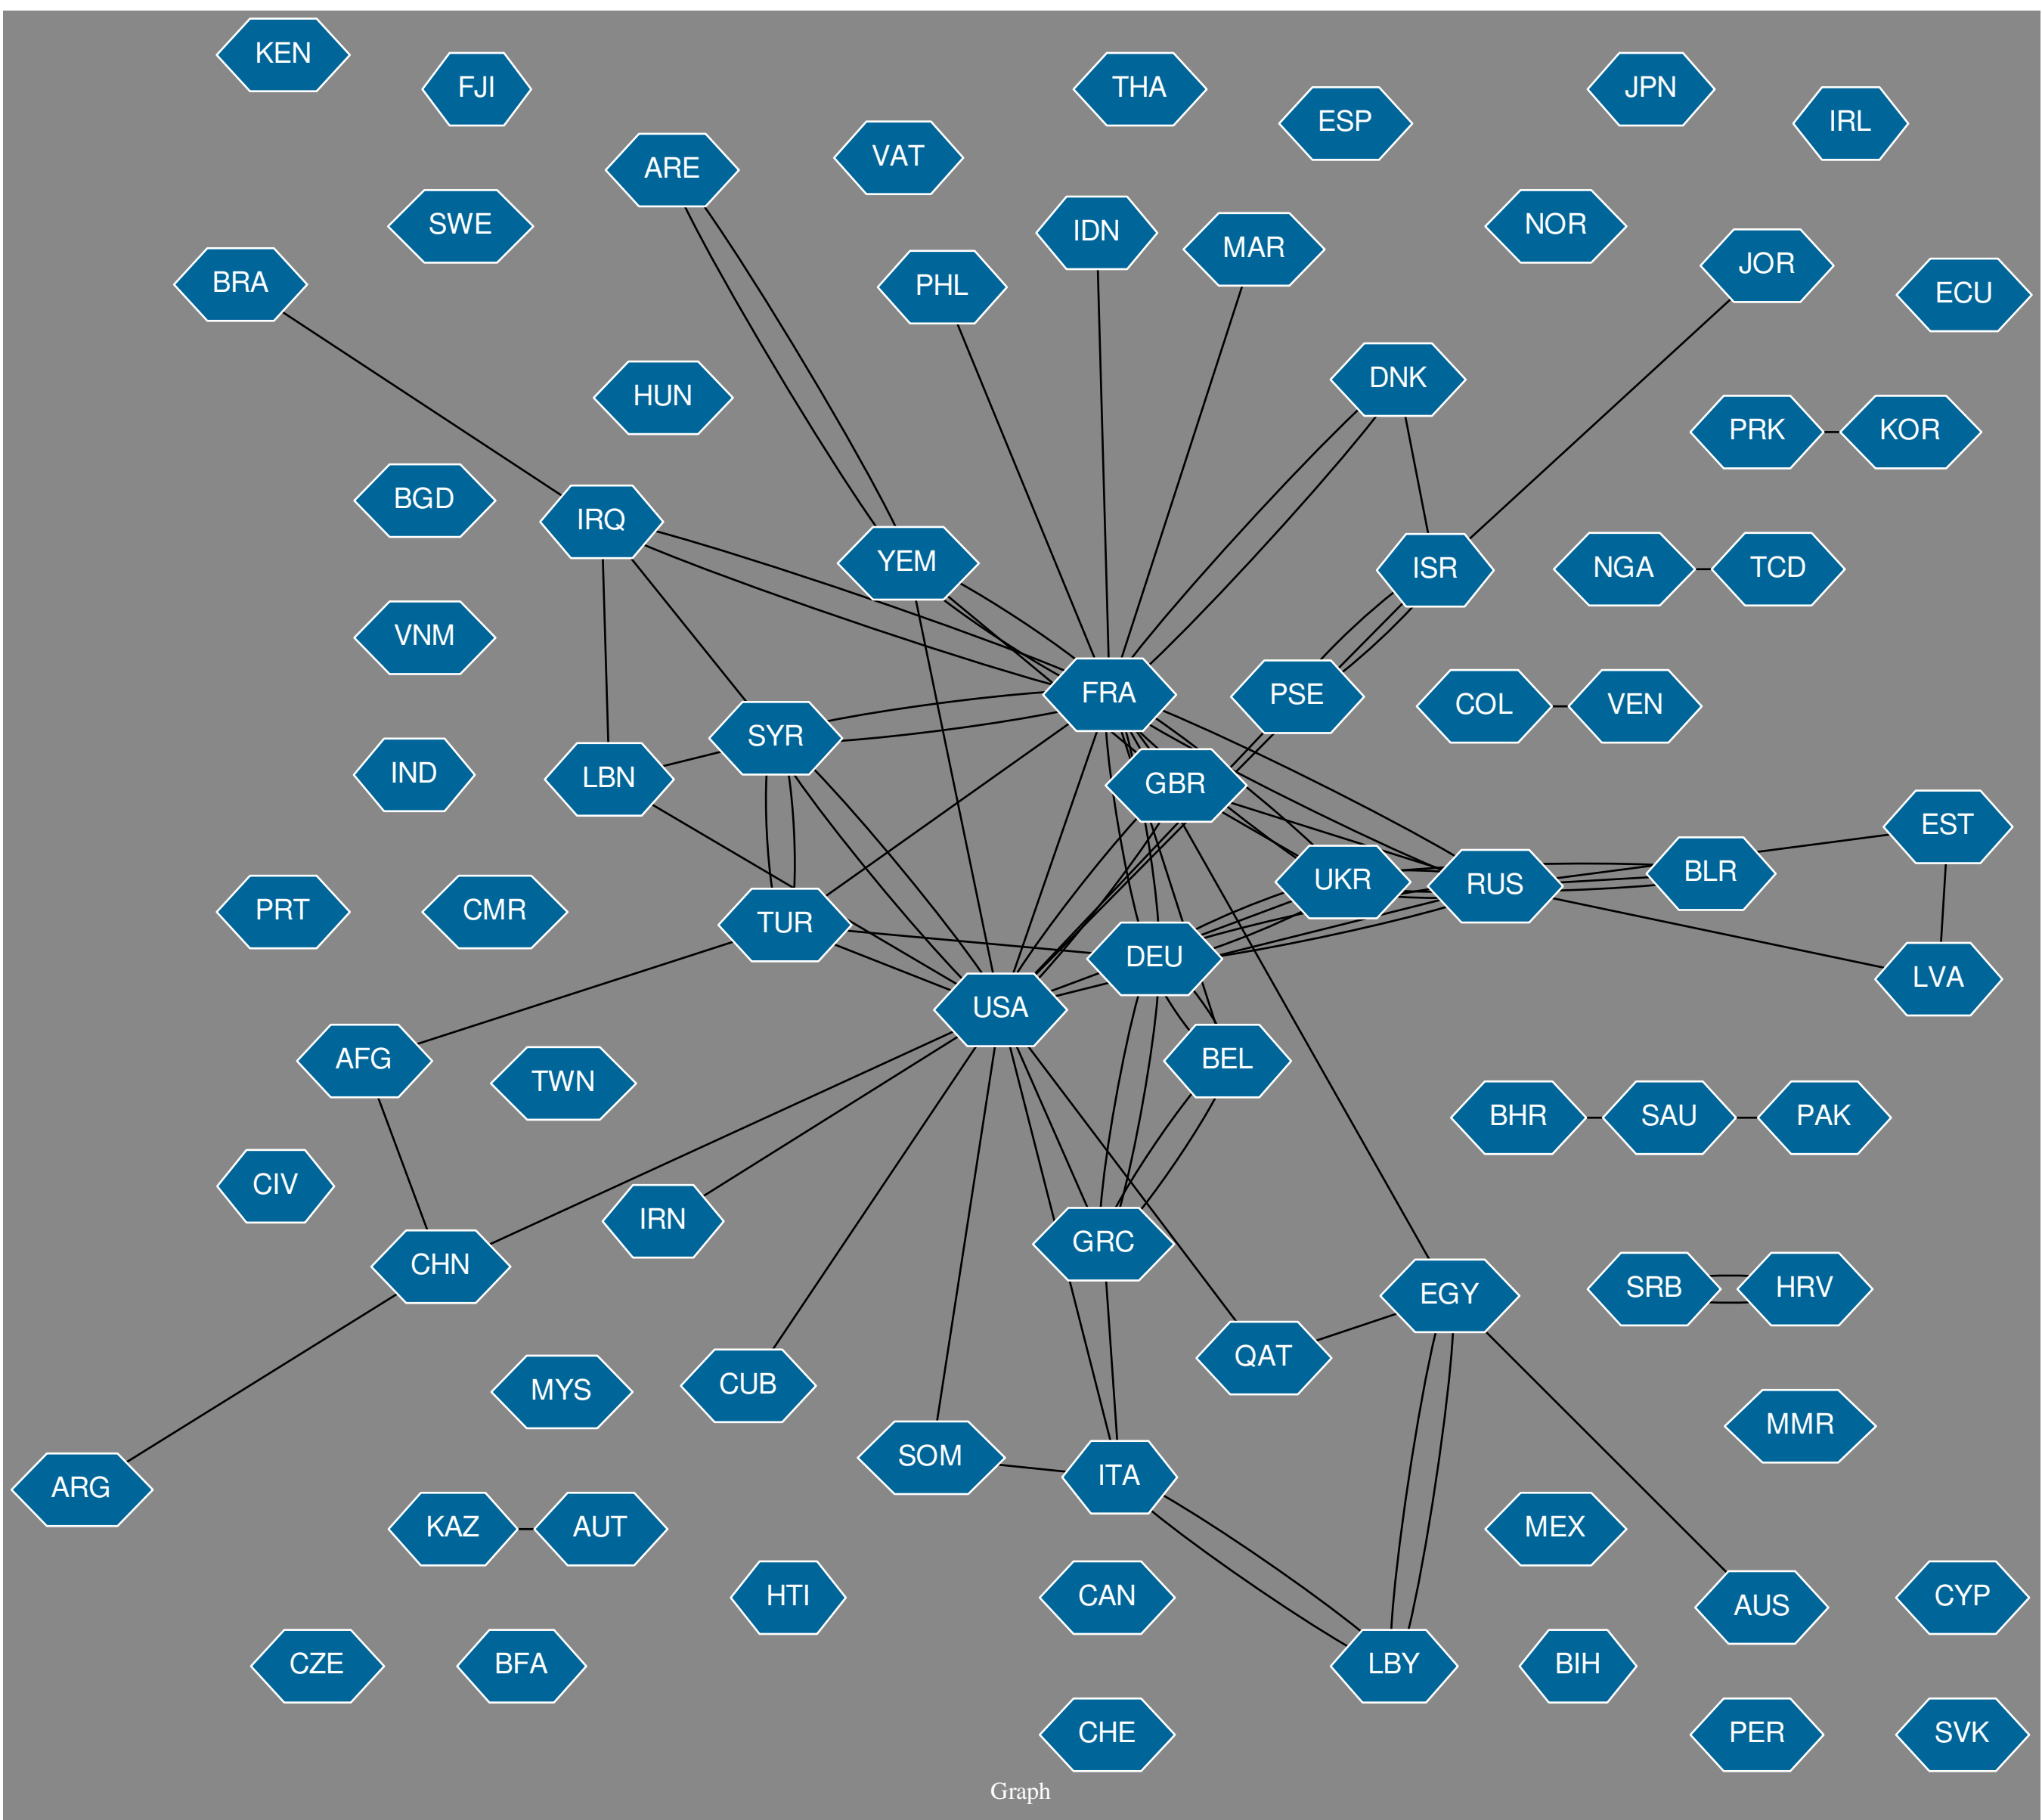 KEN
FJI
THA
JPN
ESP
IRL
VAT
ARE
SWE
IDN
MAR
NOR
JOR
BRA
PHL
ECU
DNK
HUN
PRK
KOR
BGD
IRQ
YEM
ISR
NGA
TCD
VNM
FRA
PSE
COL
VEN
SYR
IND
LBN
GBR
EST
UKR
RUS
BLR
PRT
CMR
TUR
DEU
LVA
USA
AFG
BEL
TWN
BHR
SAU
PAK
CIV
IRN
GRC
CHN
SRB
HRV
EGY
QAT
MYS
CUB
MMR
SOM
ITA
ARG
KAZ
AUT
MEX
HTI
CAN
CYP
AUS
CZE
BFA
LBY
BIH
CHE
PER
SVK
Graph